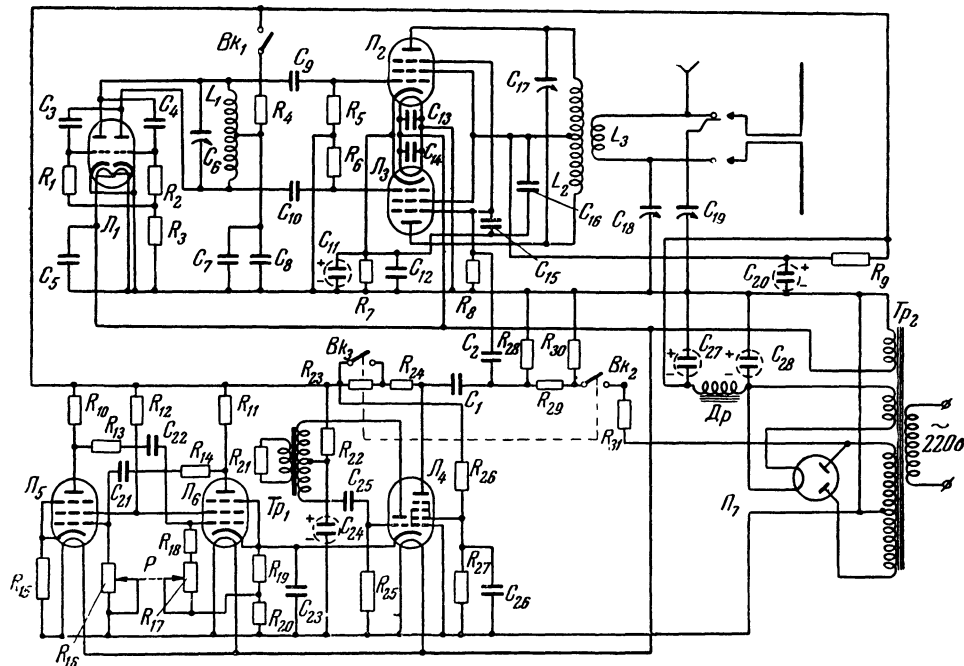 Вк₁
Л₂
C₉
C₁₇
C₃
C₄
L₁
R₄
R₅
C₁₃
L₃
R₁
C₆
R₆
Л₃
C₁₄
R₂
L₂
C₁₀
C₁₆
C₁₈
C₁₉
Л₁
R₃
C₅
C₇
C₈
C₁₁
+
-
C₁₂
C₁₅
C₂₀
+
-
R₉
R₇
R₈
Тр₂
C₂
R₂₈
R₃₀
+
C₂₇
-
+
C₂₈
-
R₂₃
Вк₃
R₂₄
Вк₂
C₁
R₂₉
Др
R₁₀
R₁₂
R₁₁
R₁₃
C₂₂
R₃₁
~
220в
R₁₄
R₂₁
R₂₂
R₂₆
Л₅
C₂₁
Л₆
Тр₁
C₂₅
Л₄
Л₇
+
-
C₂₄
R₁₈
R₁₅
P
R₁₉
R₂₇
R₁₇
C₂₃
R₂₅
C₂₆
R₂₀
R₁₆